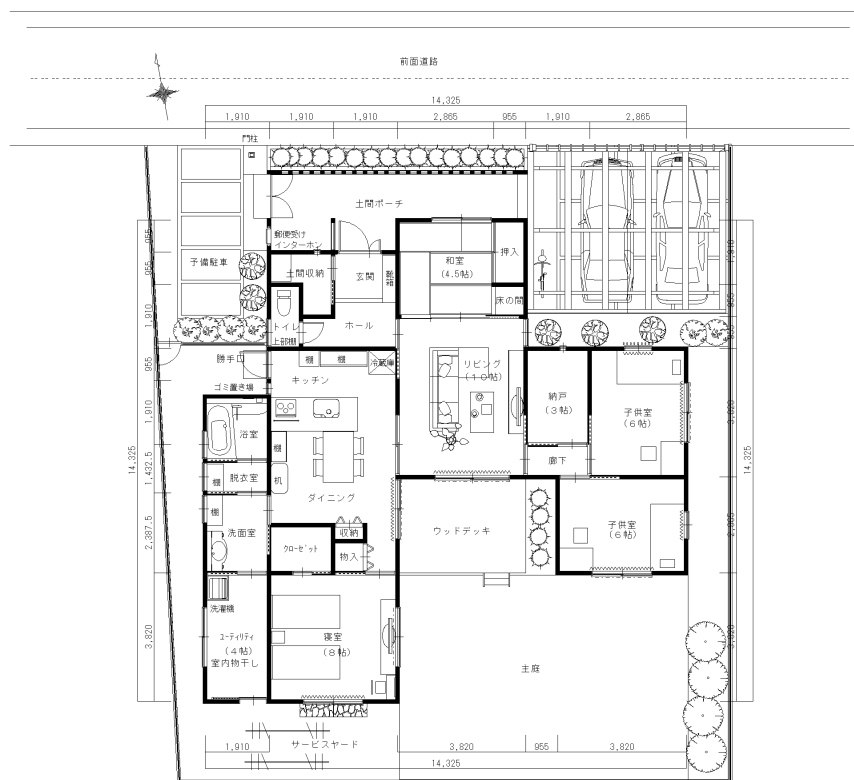 前面道路
14,325
1,910
1,910
1,910
2,865
955
1,910
2,865
門柱
土間ポーチ
郵便受け
インターホン
予備駐車
土間収納
玄関
靴箱
和室
(4.5帖)
押入
床の間
トイレ
上部棚
ホール
勝手口
ゴミ置き場
キッチン
棚
棚
冷蔵庫
リビング
(10帖)
納戸
(3帖)
子供室
(6帖)
浴室
棚
机
脱衣室
棚
ダイニング
廊下
棚
洗面室
収納
クローゼット
物入
ウッドデッキ
子供室
(6帖)
洗濯機
ユーティリティ
(4帖)
室内物干し
寝室
(8帖)
主庭
サービスヤード
955
955
1,910
955
1,910
1,432.5
2,387.5
3,820
14,325
1,910
955
955
3,820
2,865
3,820
14,325
1,910
3,820
955
3,820
14,325